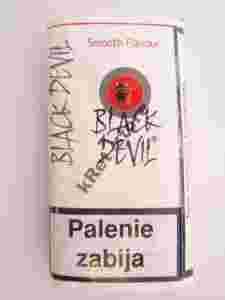 Smooth Flavour
BLACK DEVIL
BLACK
DEVIL®
Palenie
zabija